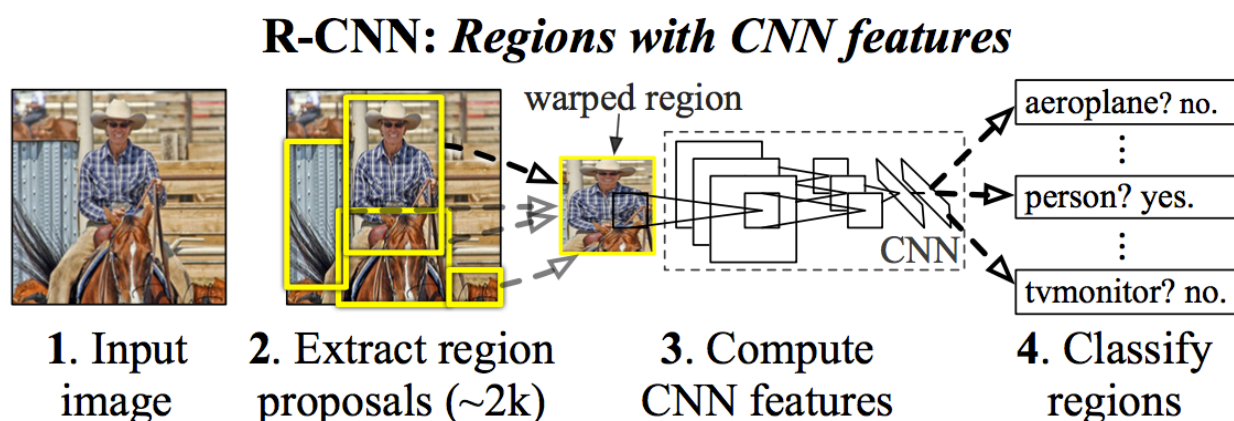 R-CNN: Regions with CNN features
warped region
aeroplane? no.
⋮
person? yes.
⋮
tvmonitor? no.
CNN
1. Input
image
2. Extract region
proposals (~2k)
3. Compute
CNN features
4. Classify
regions